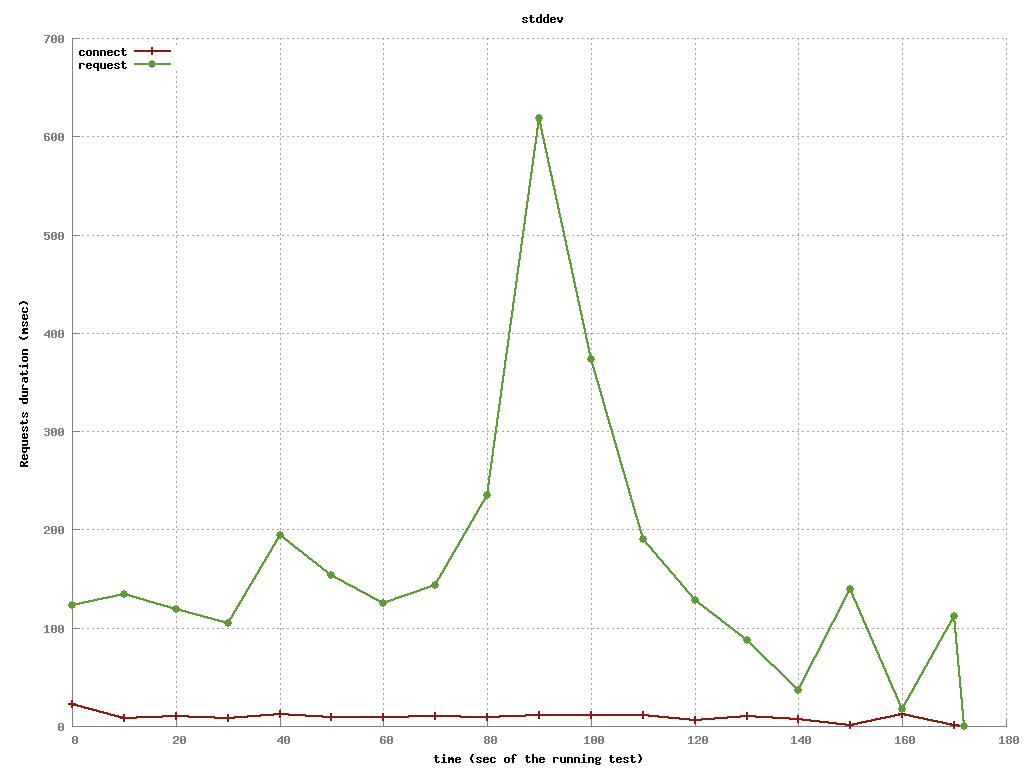 stddev
700
connect
request
600
500
400
300
200
100
0
Requests duration (msec)
0 20 40 60 80 100 120 140 160 180
time (sec of the running test)